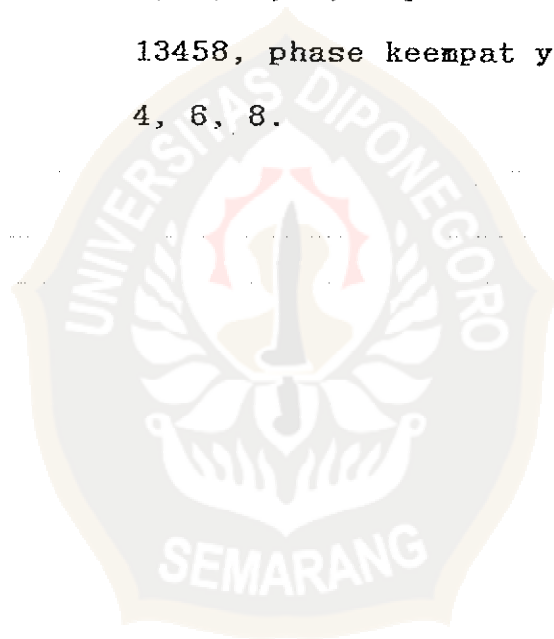 13458, phase keempat y
4, 6, 8.
UNIVERSITAS DIPONEGORO
SEMARANG